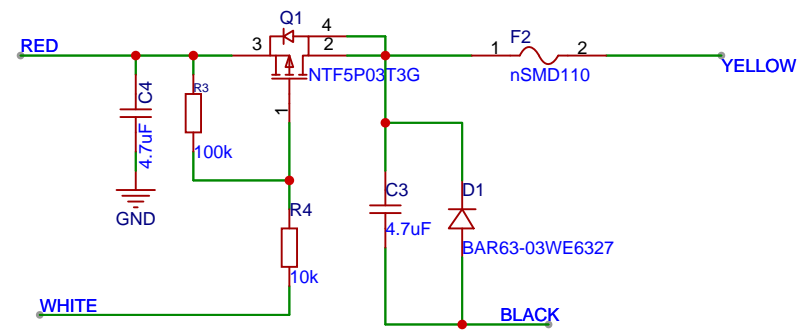 Q1
4
RED
3
2
1
F2
2
NTF5P03T3G
nSMD110
YELLOW
C4
4.7uF
R3
100k
1
GND
R4
10k
C3
4.7uF
D1
BAR63-03WE6327
WHITE
BLACK